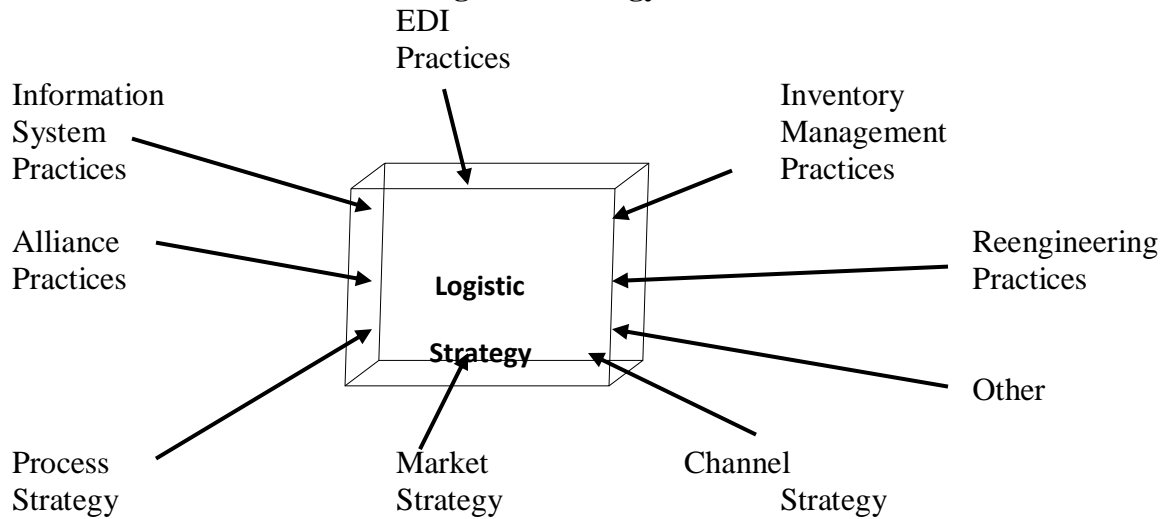 EDI
Practices
Information
System
Practices
Inventory
Management
Practices
Alliance
Practices
Reengineering
Practices
Logistic
Strategy
Other
Process
Strategy
Market
Strategy
Channel
Strategy